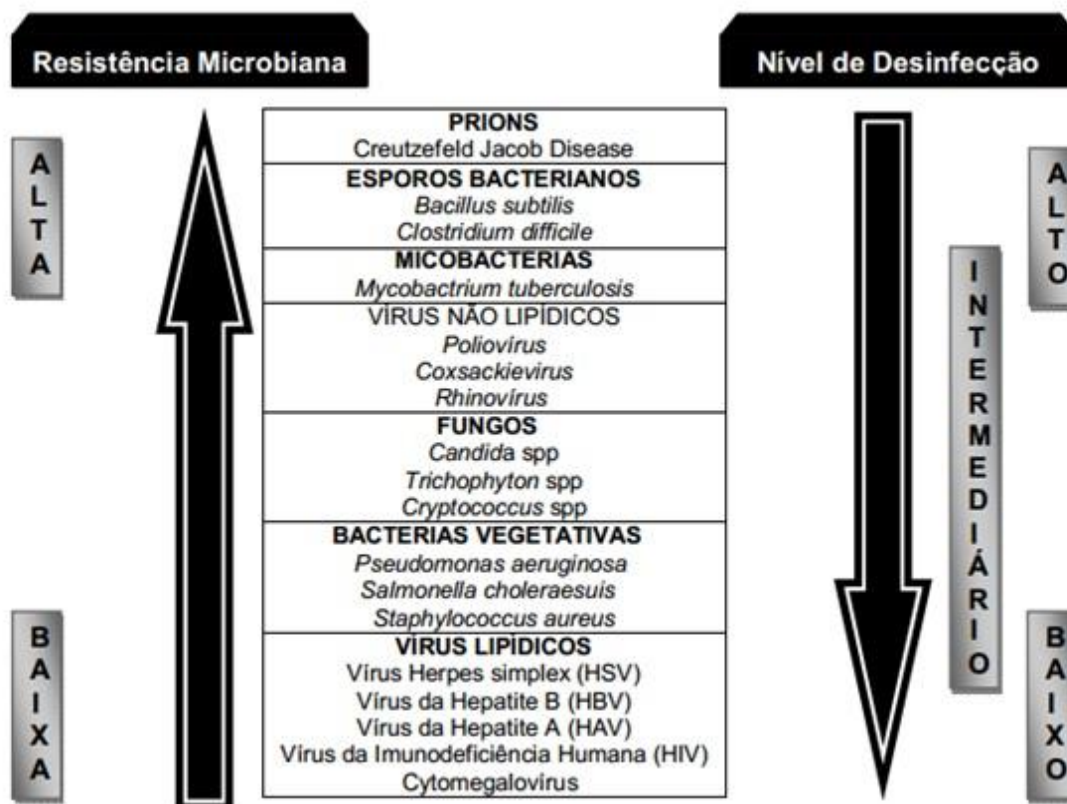 Resistência Microbiana
Nível de Desinfecção
ALTA
BAIXA
PRIONS
Creutzefeld Jacob Disease
ESPOROS BACTERIANOS
Bacillus subtilis
Clostridium difficile
MICOBACTERIAS
Mycobactrium tuberculosis
VÍRUS NÃO LIPÍDICOS
Poliovírus
Coxsackievirus
Rhinovírus
FUNGOS
Candida spp
Trichophyton spp
Cryptococcus spp
BACTERIAS VEGETATIVAS
Pseudomonas aeruginosa
Salmonella choleraesuis
Staphylococcus aureus
VÍRUS LIPÍDICOS
Vírus Herpes simplex (HSV)
Vírus da Hepatite B (HBV)
Vírus da Hepatite A (HAV)
Vírus da Imunodeficiência Humana (HIV)
Cytomegalovírus
ALTO
INTERMEDIÁRIO
BAIXO